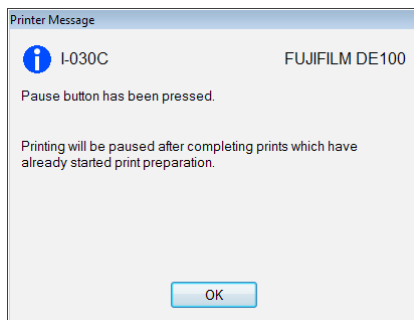 Printer Message
I-030C FUJIFILM DE100
Pause button has been pressed.
Printing will be paused after completing prints which have
already started print preparation.
OK